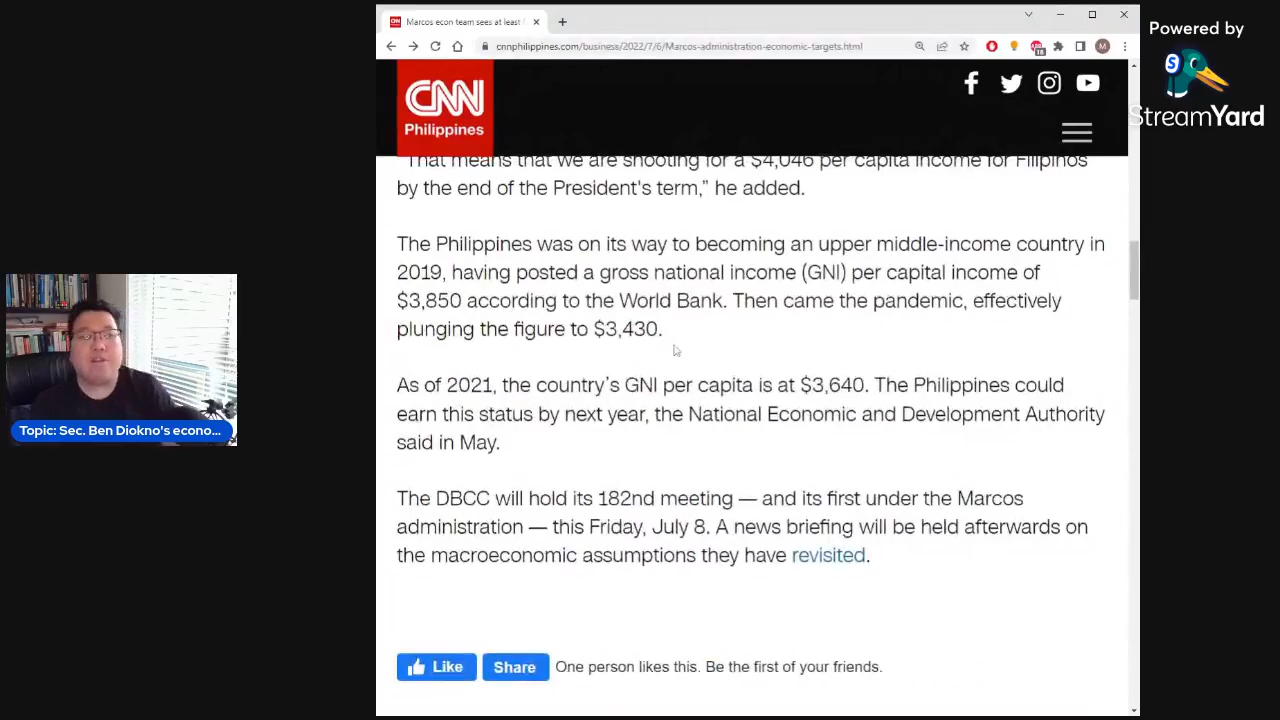 Marcos econ team sees at least
cnnphilippines.com/business/2022/7/6/Marcos-administration-economic-targets.html
M
Powered by
S
StreamYard
CNN
Philippines
"That means that we are shooting for a $4,046 per capita income for Filipinos
by the end of the President's term,” he added.
The Philippines was on its way to becoming an upper middle-income country in
2019, having posted a gross national income (GNI) per capital income of
$3,850 according to the World Bank. Then came the pandemic, effectively
plunging the figure to $3,430.
As of 2021, the country’s GNI per capita is at $3,640. The Philippines could
earn this status by next year, the National Economic and Development Authority
said in May.
The DBCC will hold its 182nd meeting — and its first under the Marcos
administration — this Friday, July 8. A news briefing will be held afterwards on
the macroeconomic assumptions they have revisited.
Like Share One person likes this. Be the first of your friends.
Topic: Sec. Ben Diokno's econo...